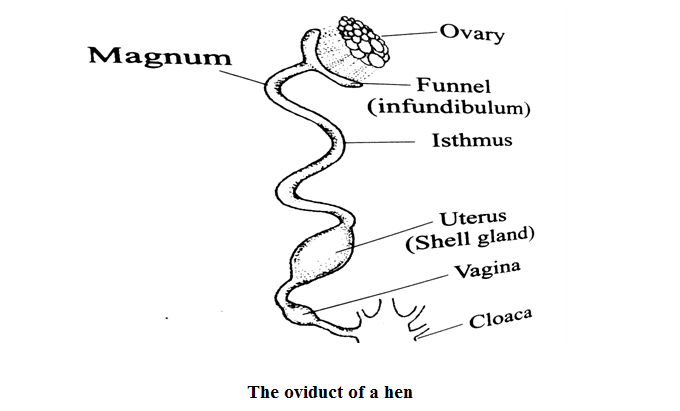 Ovary
Magnum
Funnel
(infundibulum)
Isthmus
Uterus
(Shell gland)
Vagina
Cloaca
The oviduct of a hen